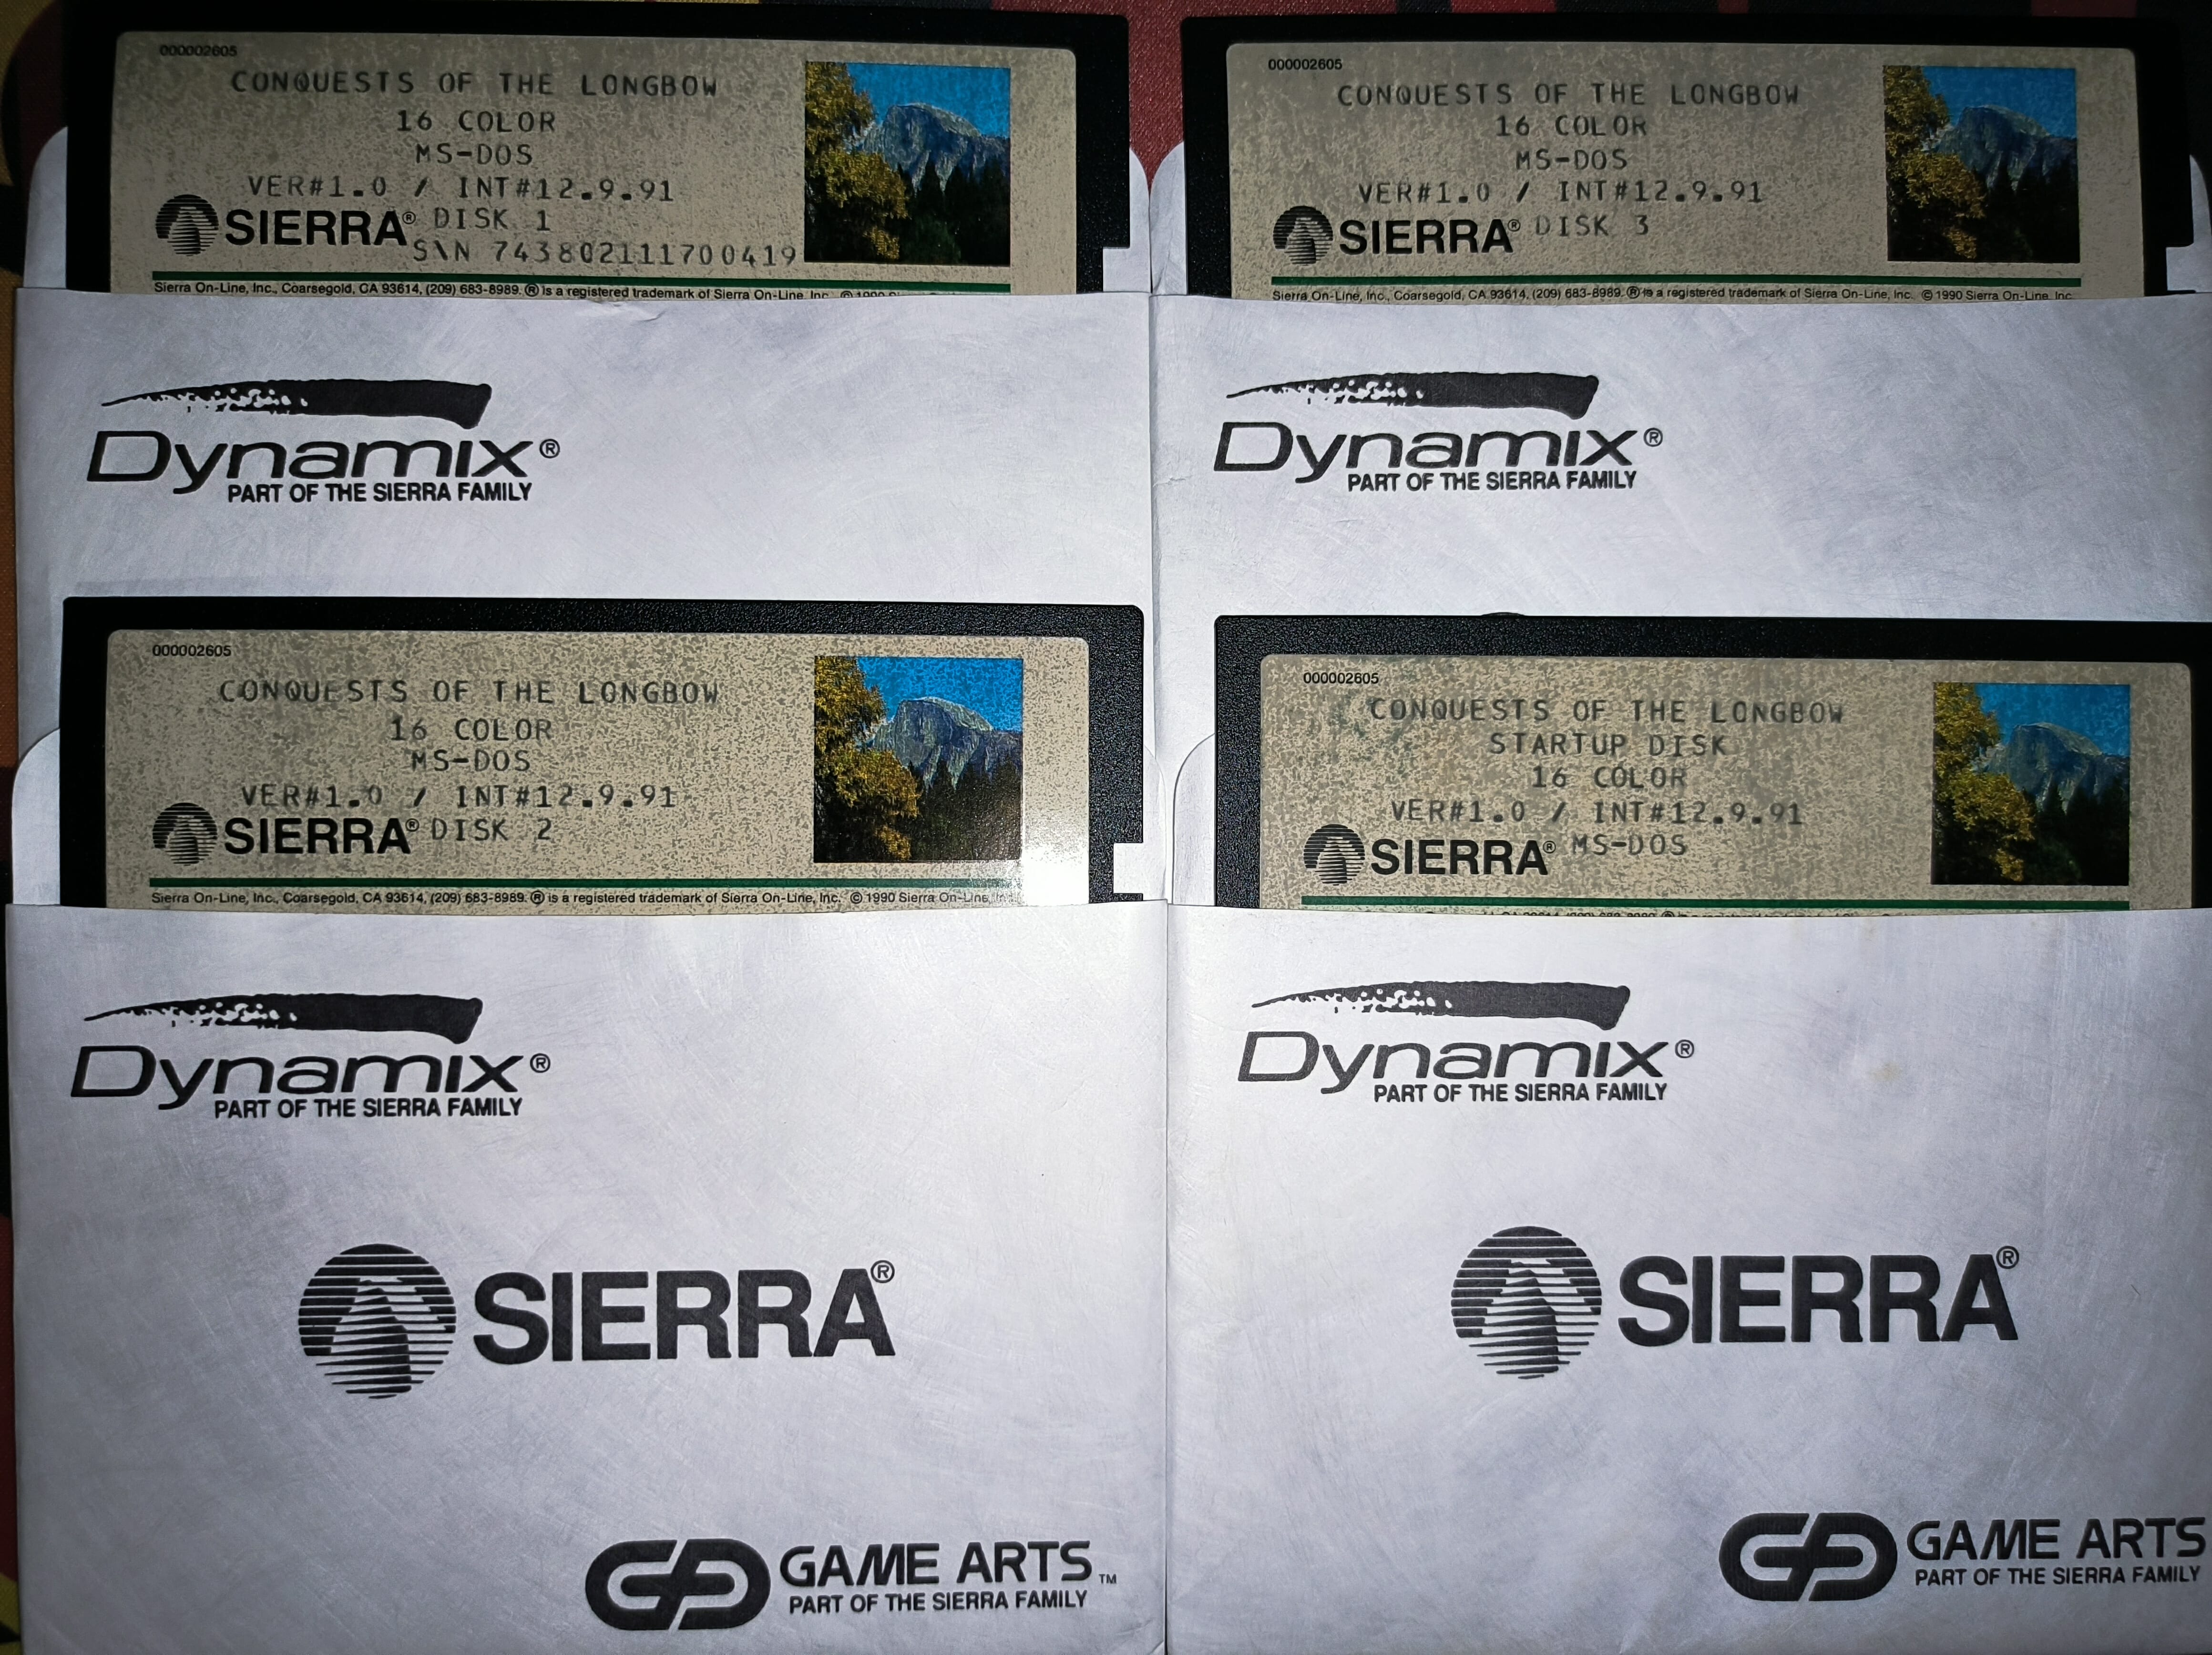 000002605
CONQUESTS OF THE LONGBOW
16 COLOR
MS-DOS
VER#1.0 / INT#12.9.91
SIERRA® DISK 1
S\N 743802111700419
Sierra On-Line, Inc., Coarsegold, CA 93614, (209) 683-8989. ® is a registered trademark of Sierra On-Line, Inc. © 1990
Dynamix®
PART OF THE SIERRA FAMILY
000002605
CONQUESTS OF THE LONGBOW
16 COLOR
MS-DOS
VER#1.0 / INT#12.9.91
SIERRA® DISK 3
Sierra On-Line, Inc., Coarsegold, CA 93614, (209) 683-8989. ® is a registered trademark of Sierra On-Line, Inc. © 1990 Sierra On-Line, Inc.
Dynamix®
PART OF THE SIERRA FAMILY
000002605
CONQUESTS OF THE LONGBOW
16 COLOR
MS-DOS
VER#1.0 / INT#12.9.91
SIERRA® DISK 2
Sierra On-Line, Inc., Coarsegold, CA 93614, (209) 683-8989. ® is a registered trademark of Sierra On-Line, Inc. © 1990 Sierra On-Line, Inc.
Dynamix®
PART OF THE SIERRA FAMILY
SIERRA®
GAME ARTS™
PART OF THE SIERRA FAMILY
000002605
CONQUESTS OF THE LONGBOW
STARTUP DISK
16 COLOR
VER#1.0 / INT#12.9.91
SIERRA® MS-DOS
Dynamix®
PART OF THE SIERRA FAMILY
SIERRA®
GAME ARTS
PART OF THE SIERRA FAMILY